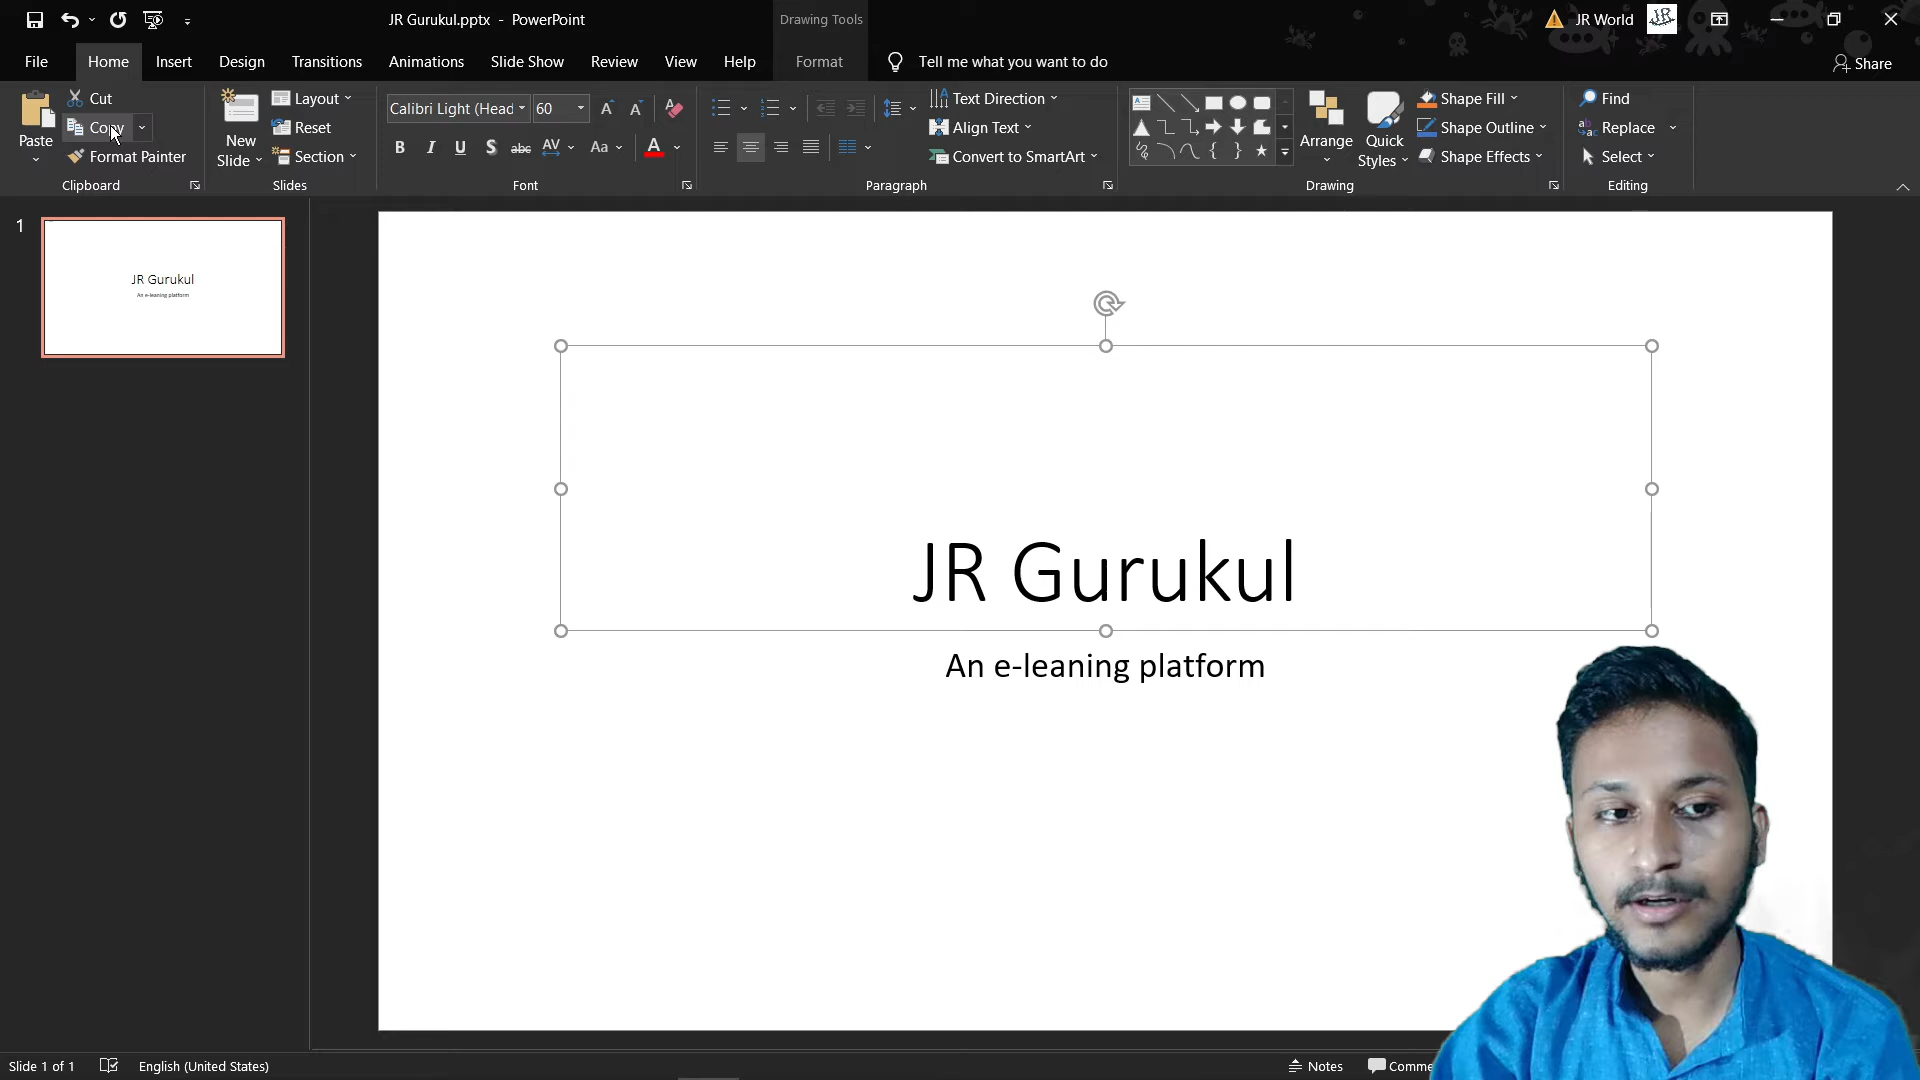 JR Gurukul.pptx - PowerPoint
Drawing Tools
JR World
File Home Insert Design Transitions Animations Slide Show Review View Help Format Tell me what you want to do Share
Paste
Cut
Copy
Format Painter
Clipboard
New Slide
Layout
Reset
Section
Slides
Calibri Light (Head 60
B I U S abc AV Aa A
Font
Text Direction
Align Text
Convert to SmartArt
Paragraph
Arrange
Quick Styles
Shape Fill
Shape Outline
Shape Effects
Drawing
Find
Replace
Select
Editing
1
JR Gurukul
An e-leaning platform
JR Gurukul
An e-leaning platform
Slide 1 of 1 English (United States) Notes Comme